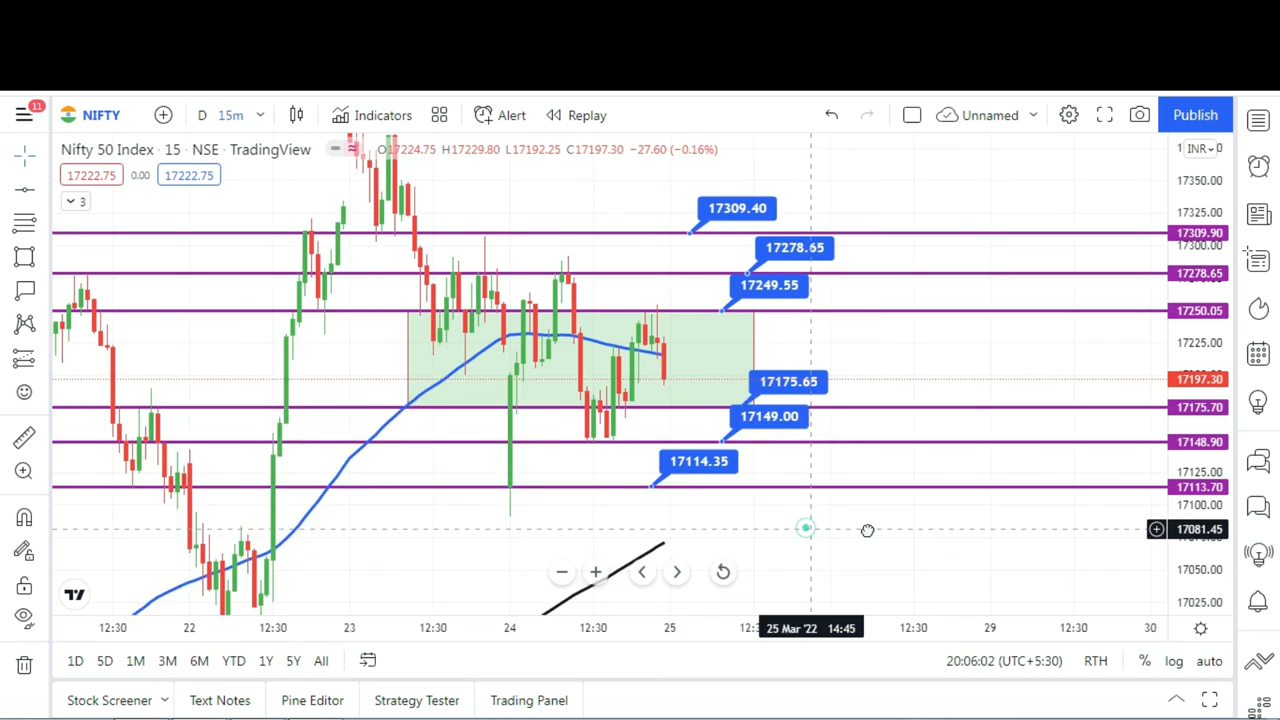 11
NIFTY
D 15m
Indicators
Alert
Replay
Unnamed
Publish
Nifty 50 Index · 15 · NSE · TradingView
O17224.75 H17229.80 L17192.25 C17197.30 −27.60 (−0.16%)
INR
17222.75 0.00 17222.75
3
17350.00
17325.00
17309.40
17309.90
17300.00
17278.65
17278.65
17249.55
17250.05
17225.00
17197.30
17175.65
17175.70
17149.00
17148.90
17125.00
17114.35
17113.70
17100.00
17081.45
17050.00
17025.00
12:30 22 12:30 23 12:30 24 12:30 25 25 Mar '22 14:45 12:30 29 12:30 30
1D 5D 1M 3M 6M YTD 1Y 5Y All
20:06:02 (UTC+5:30) RTH % log auto
Stock Screener Text Notes Pine Editor Strategy Tester Trading Panel